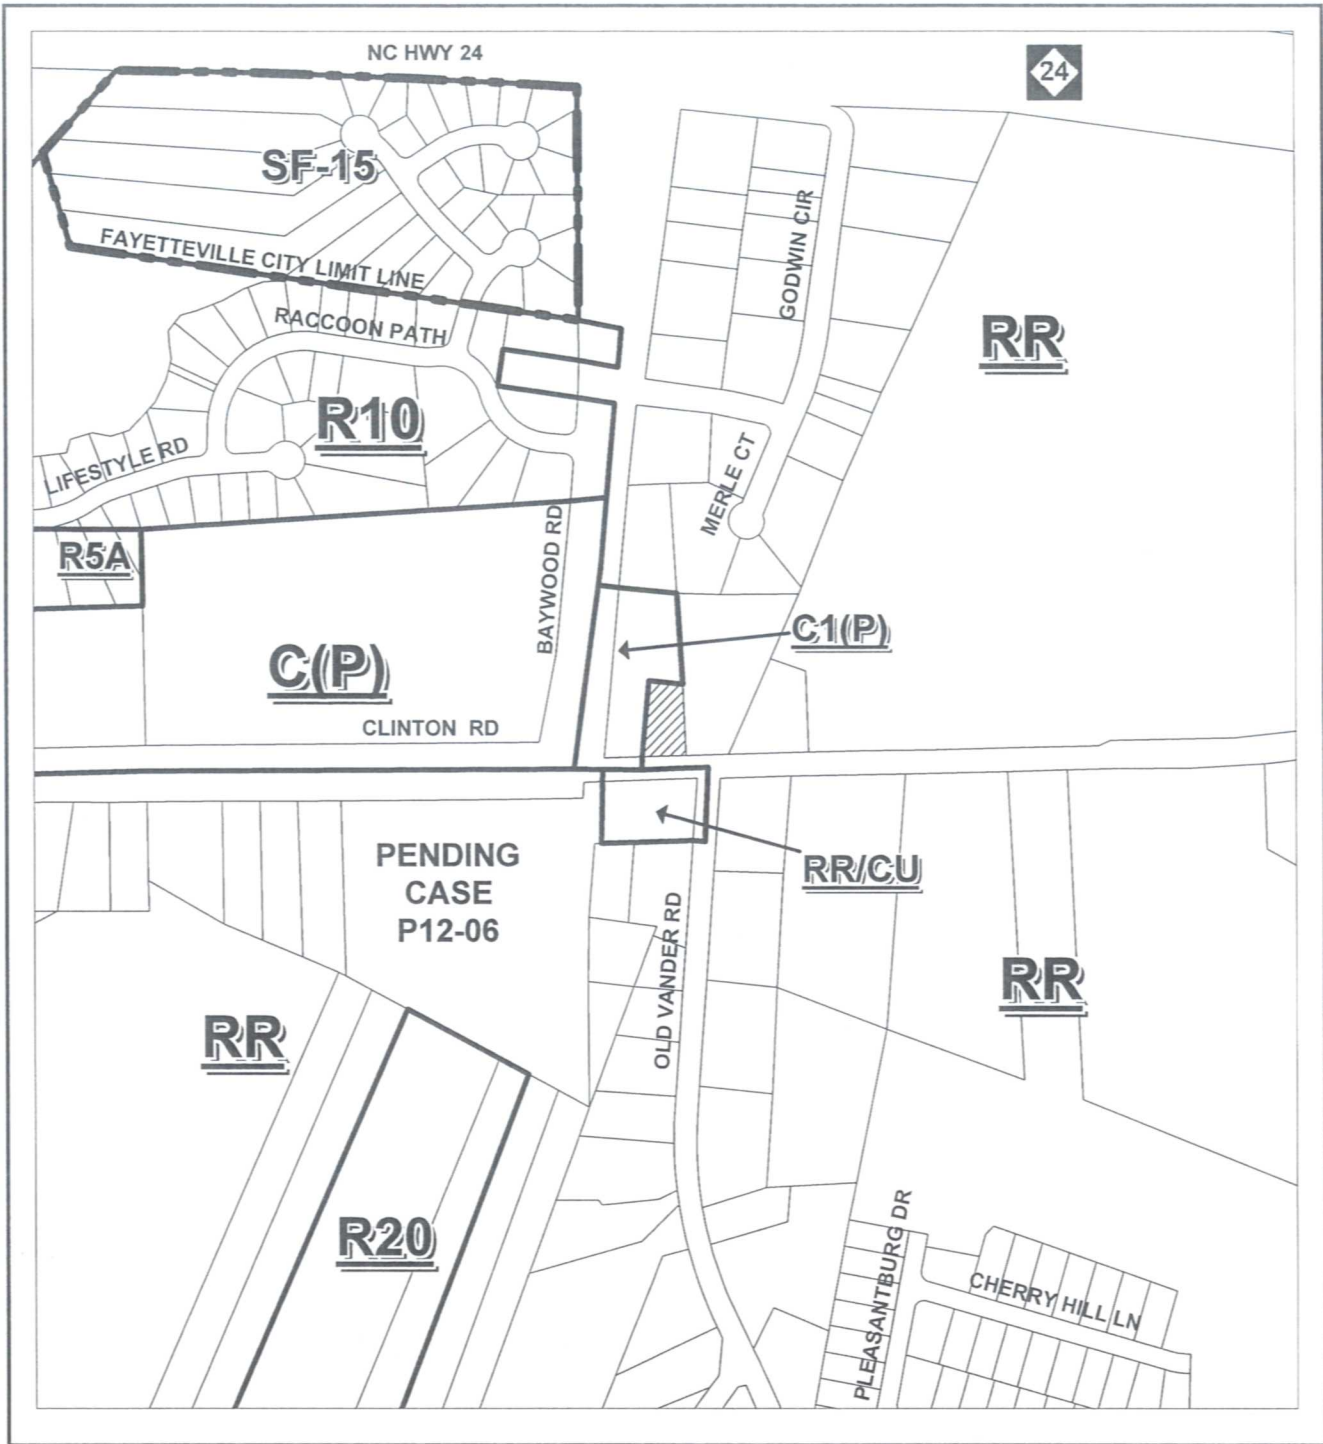 NC HWY 24
24
SF-15
FAYETTEVILLE CITY LIMIT LINE
GODWIN CIR
RACCOON PATH
RR
R10
LIFESTYLE RD
MERLE CT
BAYWOOD RD
R5A
C1(P)
C(P)
CLINTON RD
PENDING
CASE
P12-06
RR/CU
OLD VANDER RD
RR
RR
R20
PLEASANTBURG DR
CHERRY HILL LN